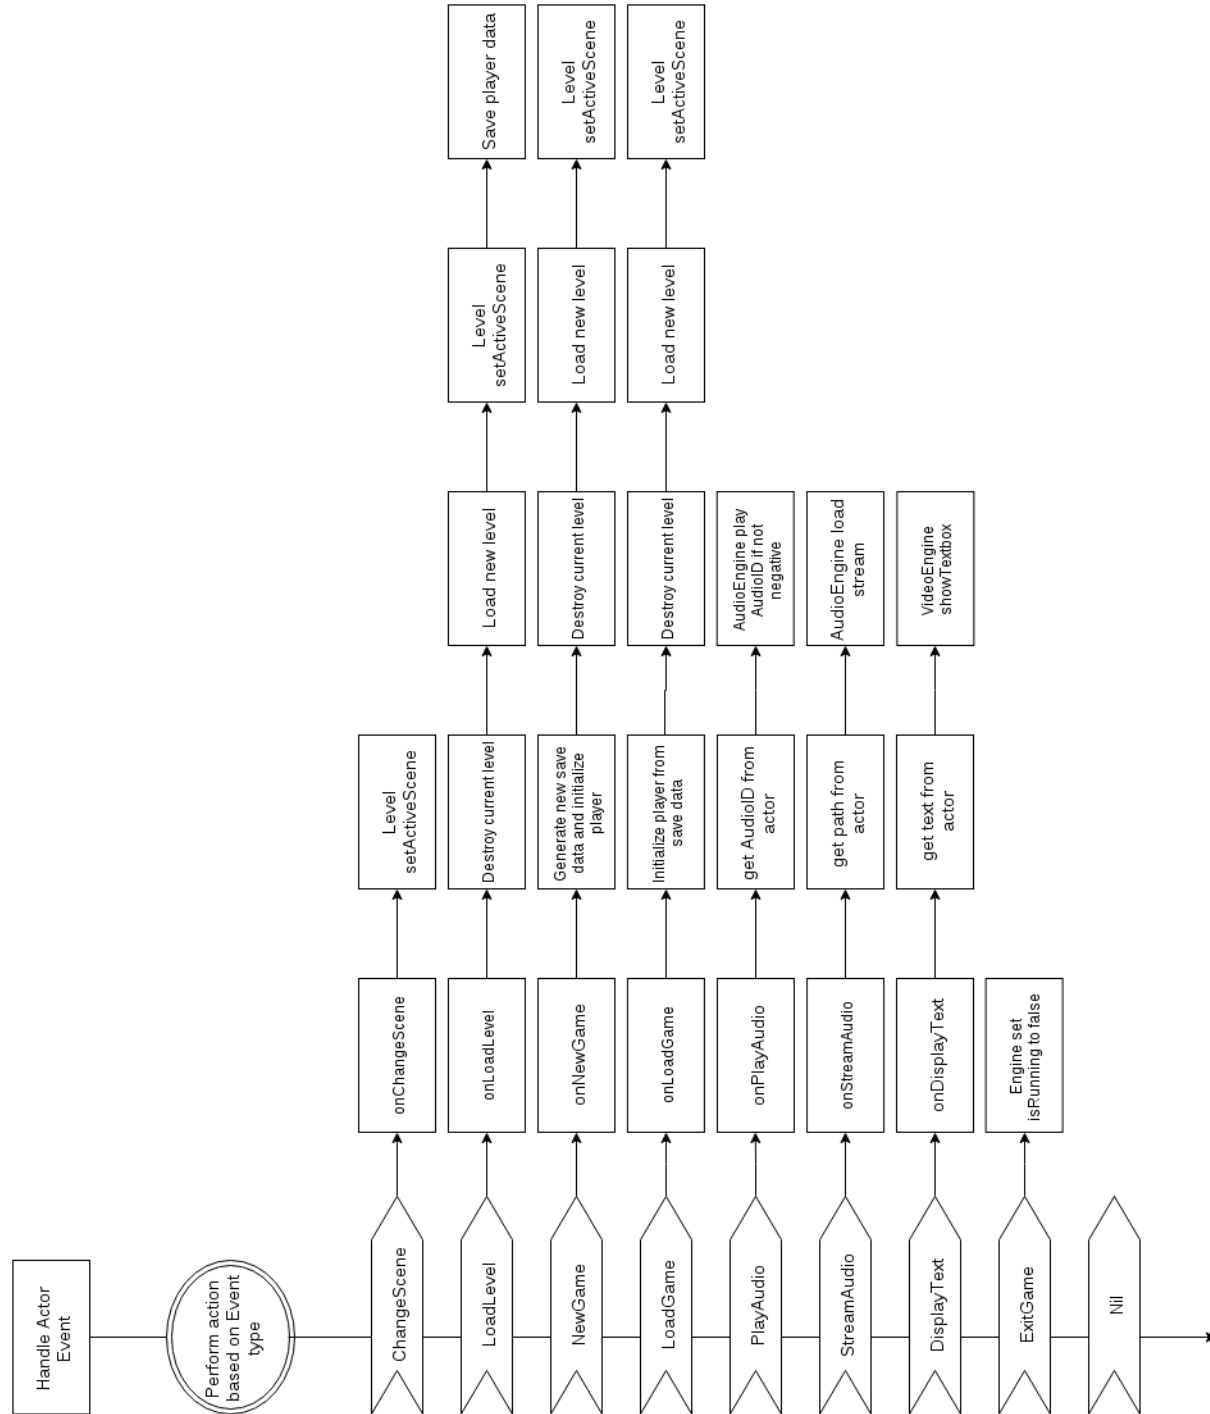 Handle Actor
Event
Perform action
based on Event
type
ChangeScene
onChangeScene
Level
setActiveScene
LoadLevel
onLoadLevel
Destroy current level
Load new level
Level
setActiveScene
Save player data
NewGame
onNewGame
Generate new save
data and initialize
player
Destroy current level
Load new level
Level
setActiveScene
LoadGame
onLoadGame
Initialize player from
save data
Destroy current level
Load new level
Level
setActiveScene
PlayAudio
onPlayAudio
get AudioID from
actor
AudioEngine play
AudioID if not
negative
StreamAudio
onStreamAudio
get path from
actor
AudioEngine load
stream
DisplayText
onDisplayText
get text from
actor
VideoEngine
showTextbox
ExitGame
Engine set
isRunning to false
Nil